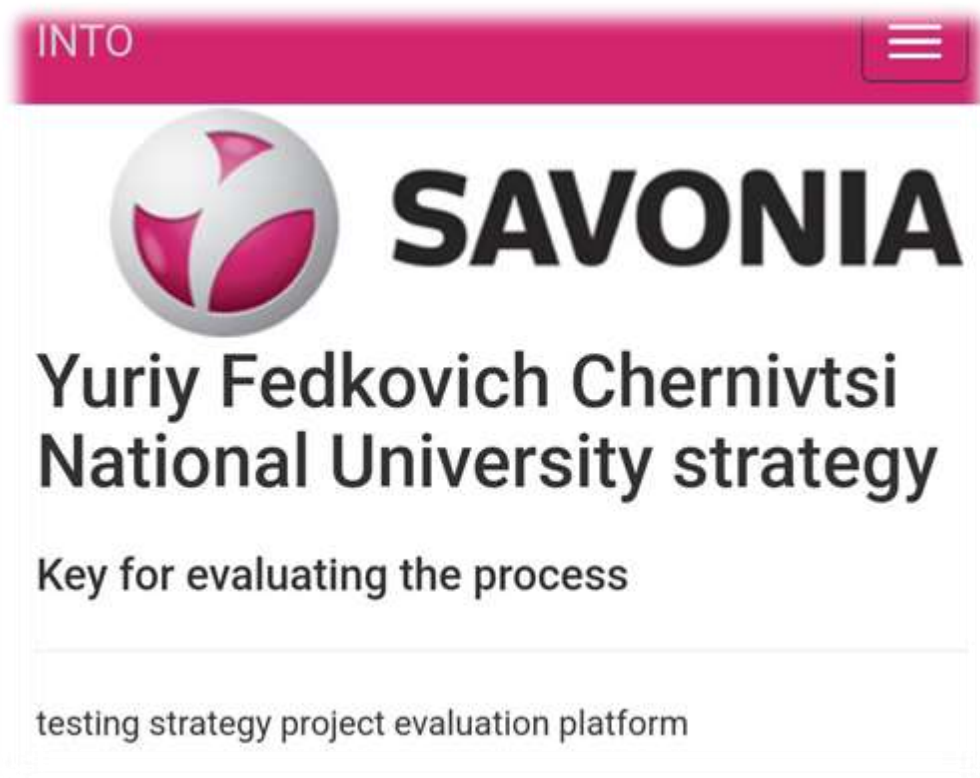 INTO
SAVONIA
Yuriy Fedkovich Chernivtsi
National University strategy
Key for evaluating the process
testing strategy project evaluation platform